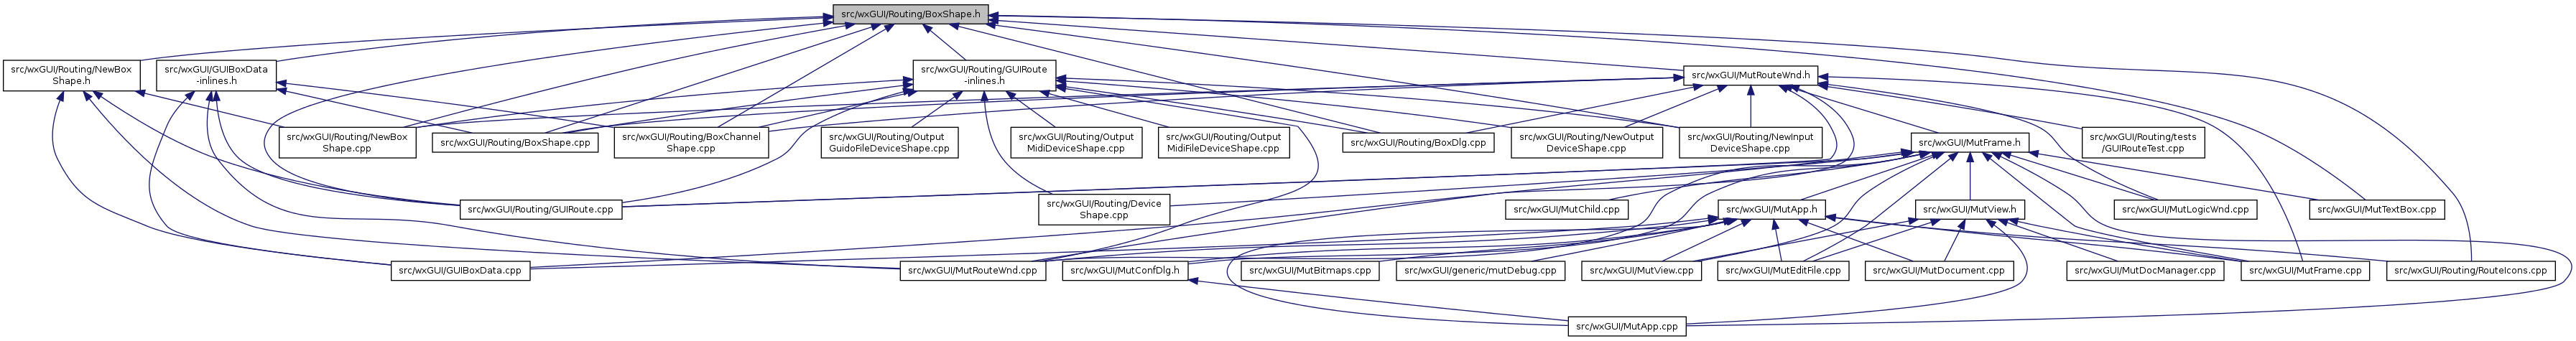 src/wxGUI/Routing/BoxShape.h
src/wxGUI/Routing/NewBox
Shape.h
src/wxGUI/GUIBoxData
-inlines.h
src/wxGUI/Routing/GUIRoute
-inlines.h
src/wxGUI/MutRouteWnd.h
src/wxGUI/Routing/NewBox
Shape.cpp
src/wxGUI/Routing/BoxShape.cpp
src/wxGUI/Routing/BoxChannel
Shape.cpp
src/wxGUI/Routing/Output
GuidoFileDeviceShape.cpp
src/wxGUI/Routing/Output
MidiDeviceShape.cpp
src/wxGUI/Routing/Output
MidiFileDeviceShape.cpp
src/wxGUI/Routing/BoxDlg.cpp
src/wxGUI/Routing/NewOutput
DeviceShape.cpp
src/wxGUI/Routing/NewInput
DeviceShape.cpp
src/wxGUI/MutFrame.h
src/wxGUI/Routing/tests
/GUIRouteTest.cpp
src/wxGUI/Routing/GUIRoute.cpp
src/wxGUI/Routing/Device
Shape.cpp
src/wxGUI/MutChild.cpp
src/wxGUI/MutApp.h
src/wxGUI/MutView.h
src/wxGUI/MutLogicWnd.cpp
src/wxGUI/MutTextBox.cpp
src/wxGUI/GUIBoxData.cpp
src/wxGUI/MutRouteWnd.cpp
src/wxGUI/MutConfDlg.h
src/wxGUI/MutBitmaps.cpp
src/wxGUI/generic/mutDebug.cpp
src/wxGUI/MutView.cpp
src/wxGUI/MutEditFile.cpp
src/wxGUI/MutDocument.cpp
src/wxGUI/MutDocManager.cpp
src/wxGUI/MutFrame.cpp
src/wxGUI/Routing/RouteIcons.cpp
src/wxGUI/MutApp.cpp